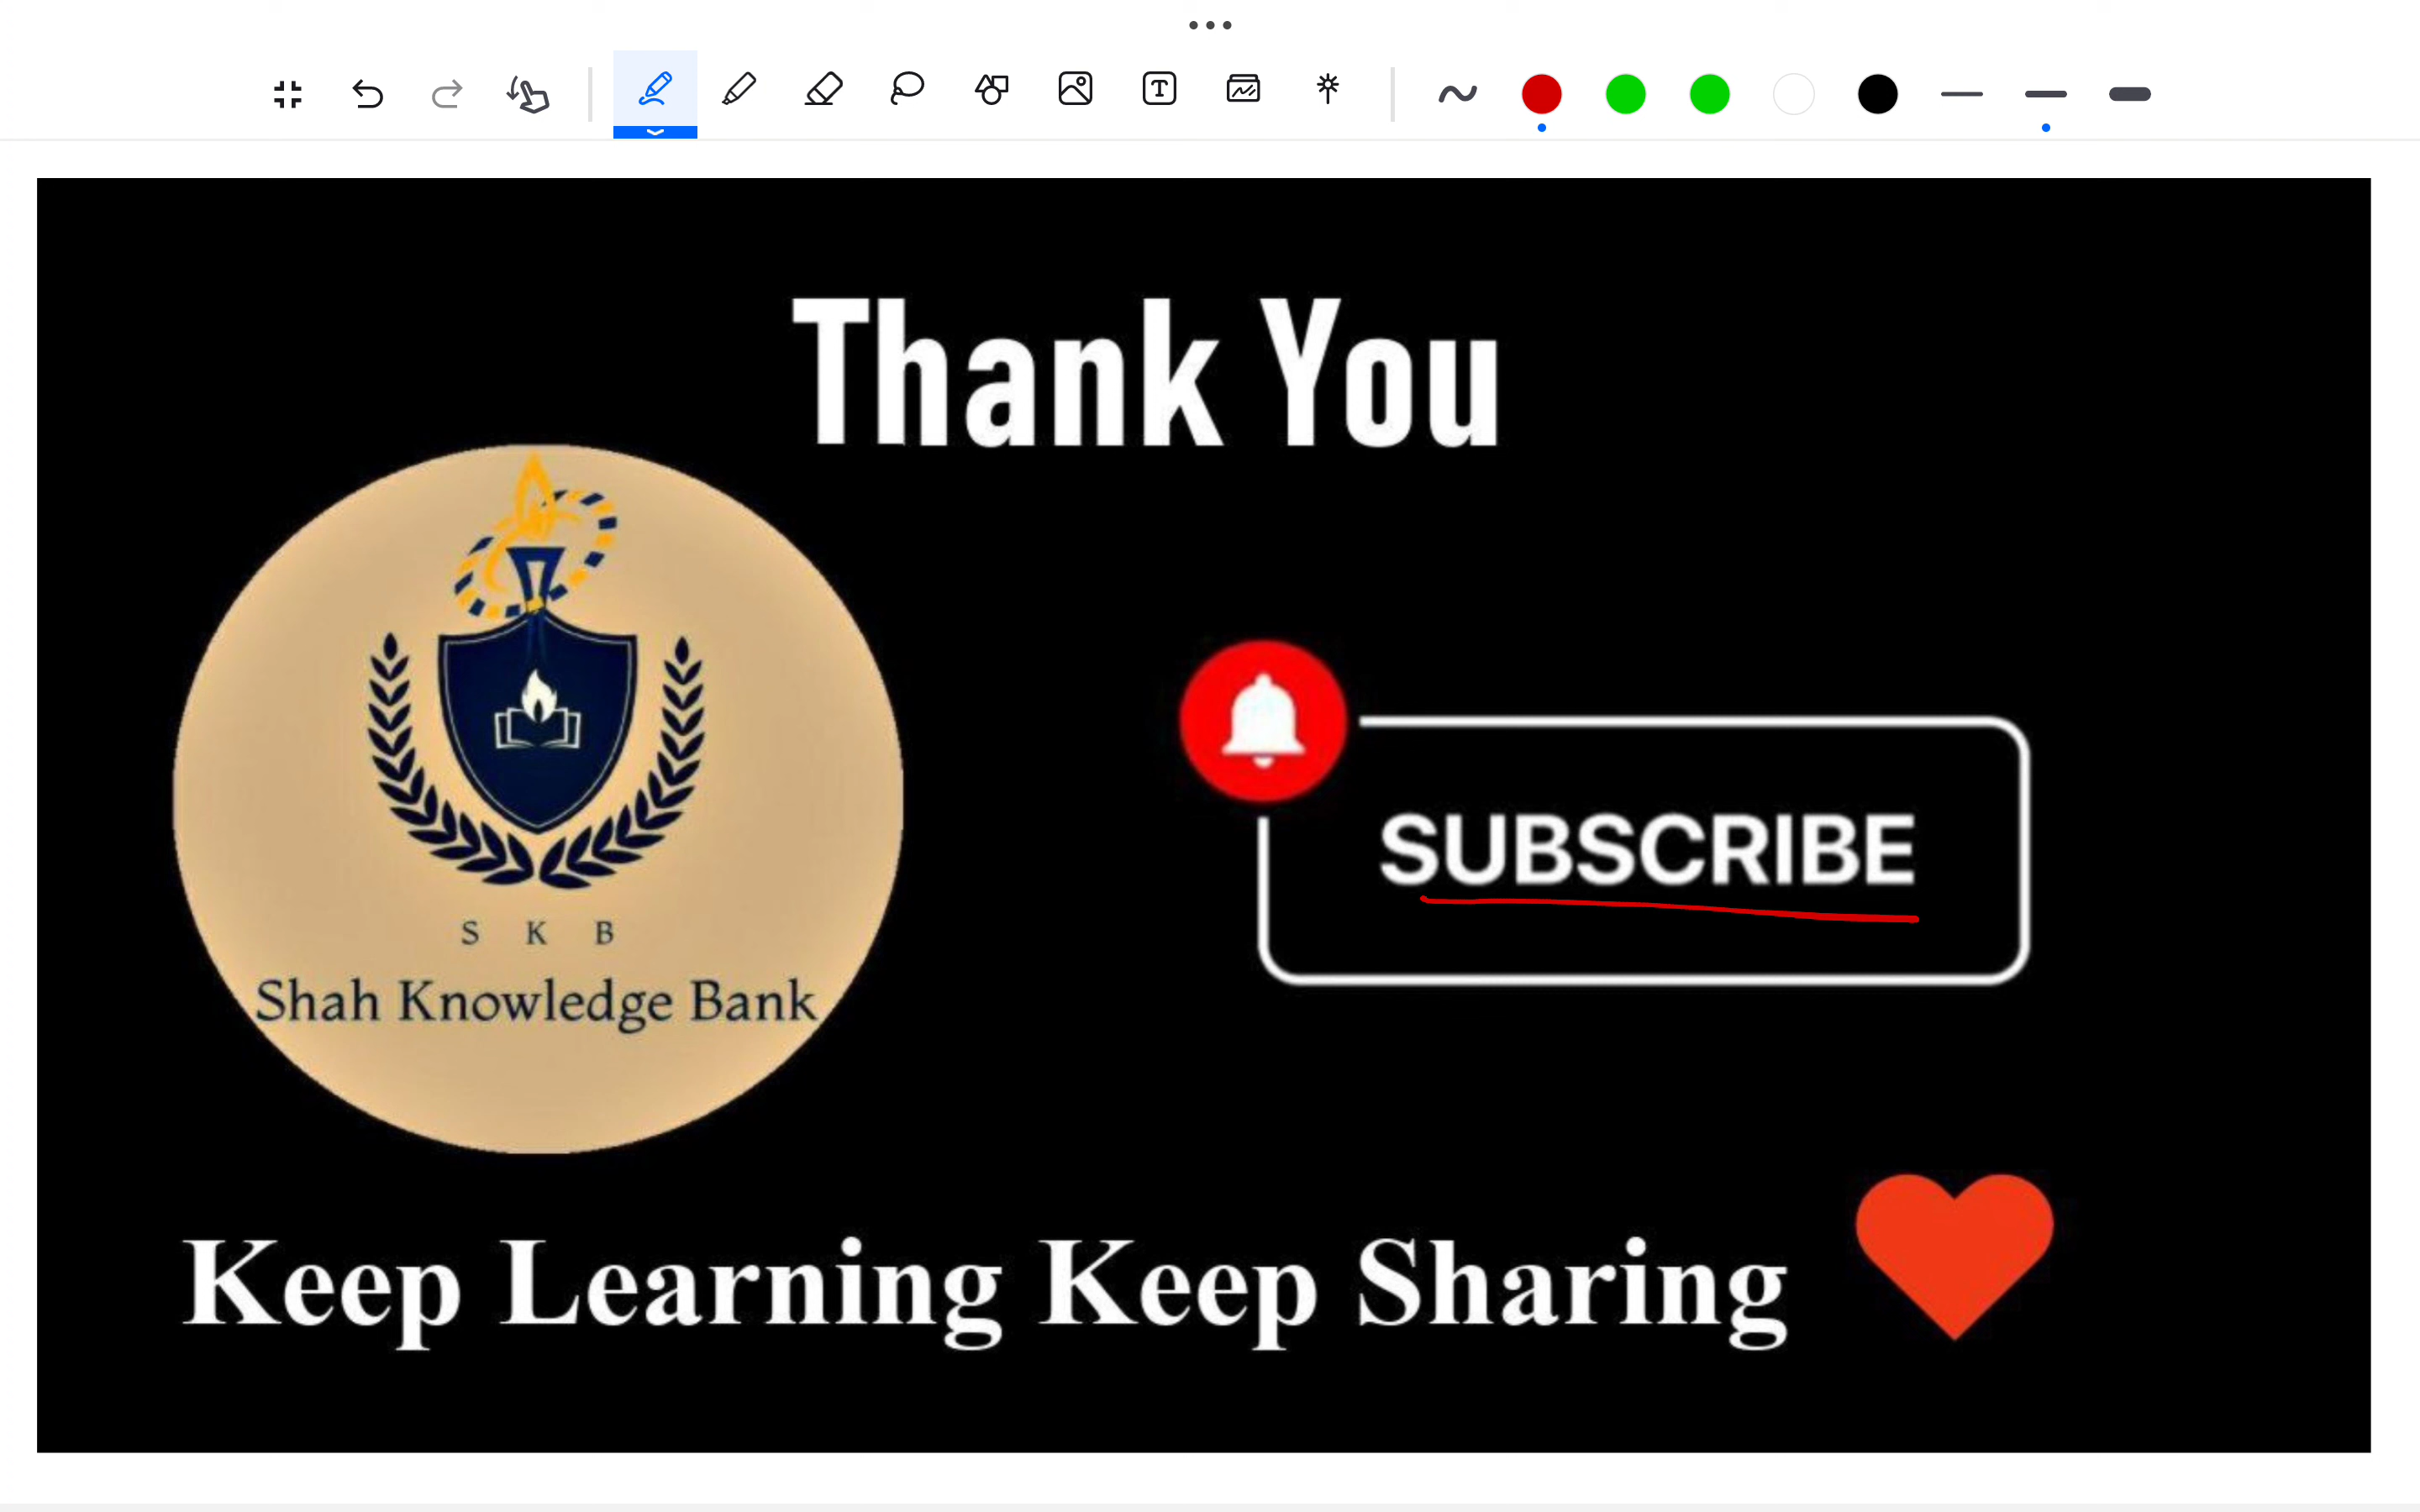 Thank You
S K B
Shah Knowledge Bank
SUBSCRIBE
Keep Learning Keep Sharing